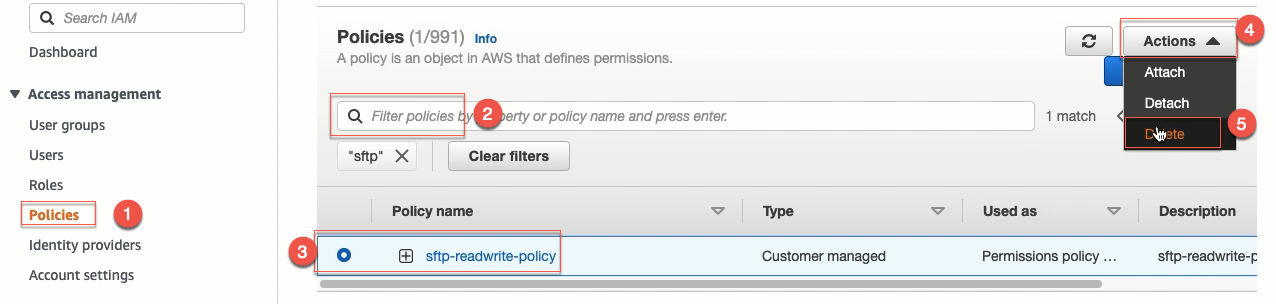 Search IAM
Dashboard
Access management
User groups
Users
Roles
Policies
1
Identity providers
Account settings
Policies (1/991) Info
A policy is an object in AWS that defines permissions.
Actions
4
Attach
Detach
5
Filter policies by property or policy name and press enter.
2
1 match
"sftp"
Clear filters
Policy name Type Used as Description
3
sftp-readwrite-policy Customer managed Permissions policy ... sftp-readwrite-p